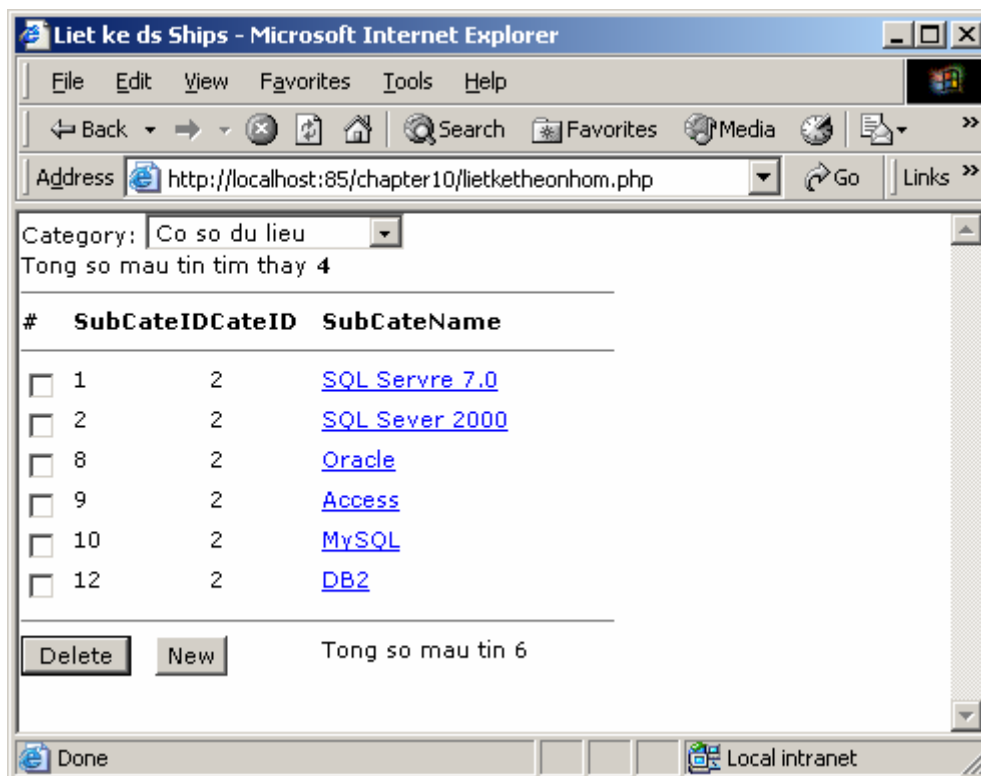 Liet ke ds Ships - Microsoft Internet Explorer
File Edit View Favorites Tools Help
Back Search Favorites Media »
Address http://localhost:85/chapter10/lietketheonhom.php Go Links »
Category: Co so du lieu
Tong so mau tin tim thay 4
# SubCateIDCateID SubCateName
1 2 SQL Servre 7.0
2 2 SQL Sever 2000
8 2 Oracle
9 2 Access
10 2 MySQL
12 2 DB2
Delete New Tong so mau tin 6
Done Local intranet